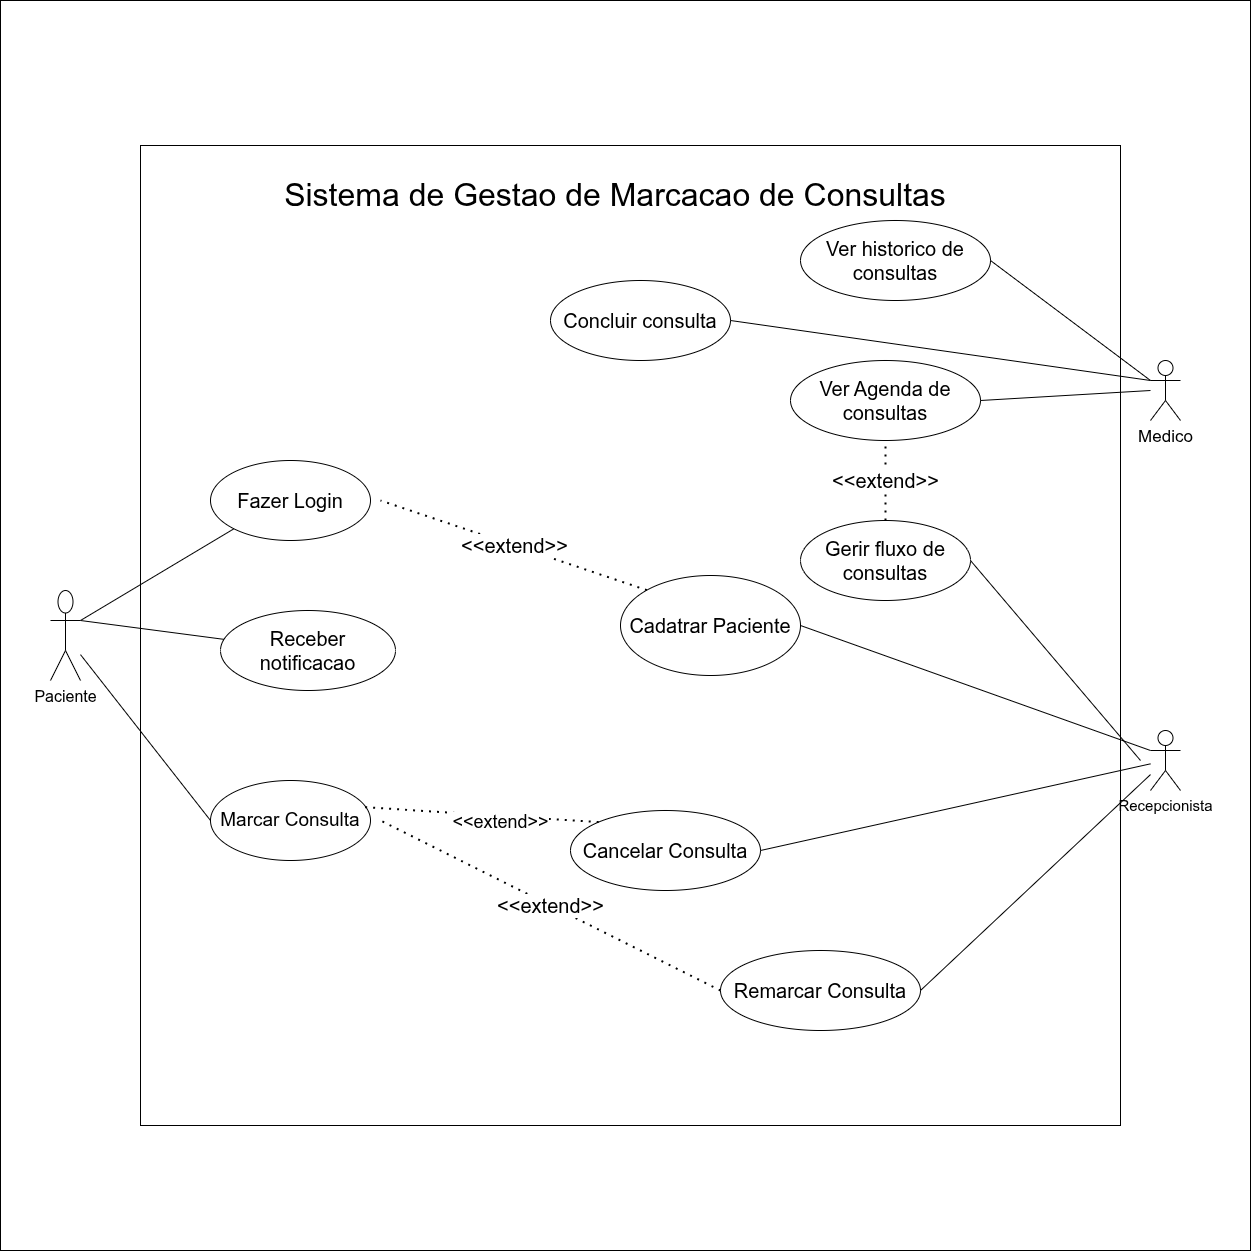 Sistema de Gestao de Marcacao de Consultas
Ver historico de
consultas
Concluir consulta
Ver Agenda de
consultas
Medico
<<extend>>
Fazer Login
<<extend>>
Gerir fluxo de
consultas
Cadatrar Paciente
Receber
notificacao
Paciente
Recepcionista
Marcar Consulta
<<extend>>
Cancelar Consulta
<<extend>>
Remarcar Consulta